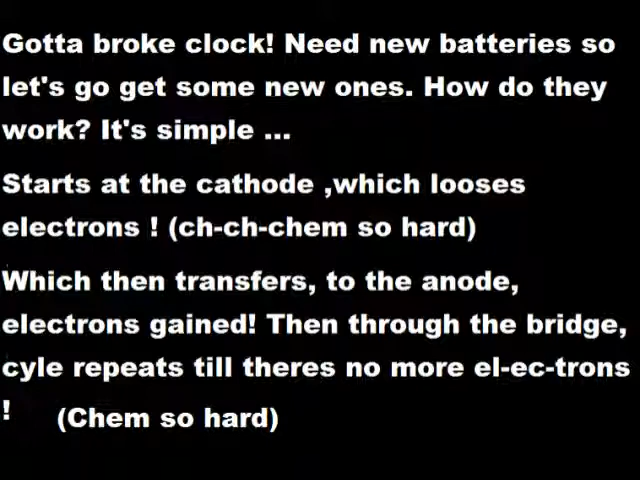 Gotta broke clock! Need new batteries so
let's go get some new ones. How do they
work? It's simple ...
Starts at the cathode ,which looses
electrons ! (ch-ch-chem so hard)
Which then transfers, to the anode,
electrons gained! Then through the bridge,
cyle repeats till theres no more el-ec-trons
! (Chem so hard)